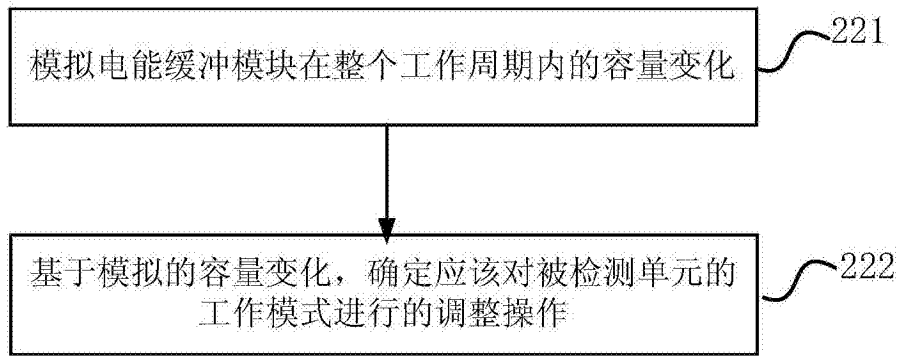 模拟电能缓冲模块在整个工作周期内的容量变化
221
基于模拟的容量变化，确定应该对被检测单元的
工作模式进行的调整操作
222